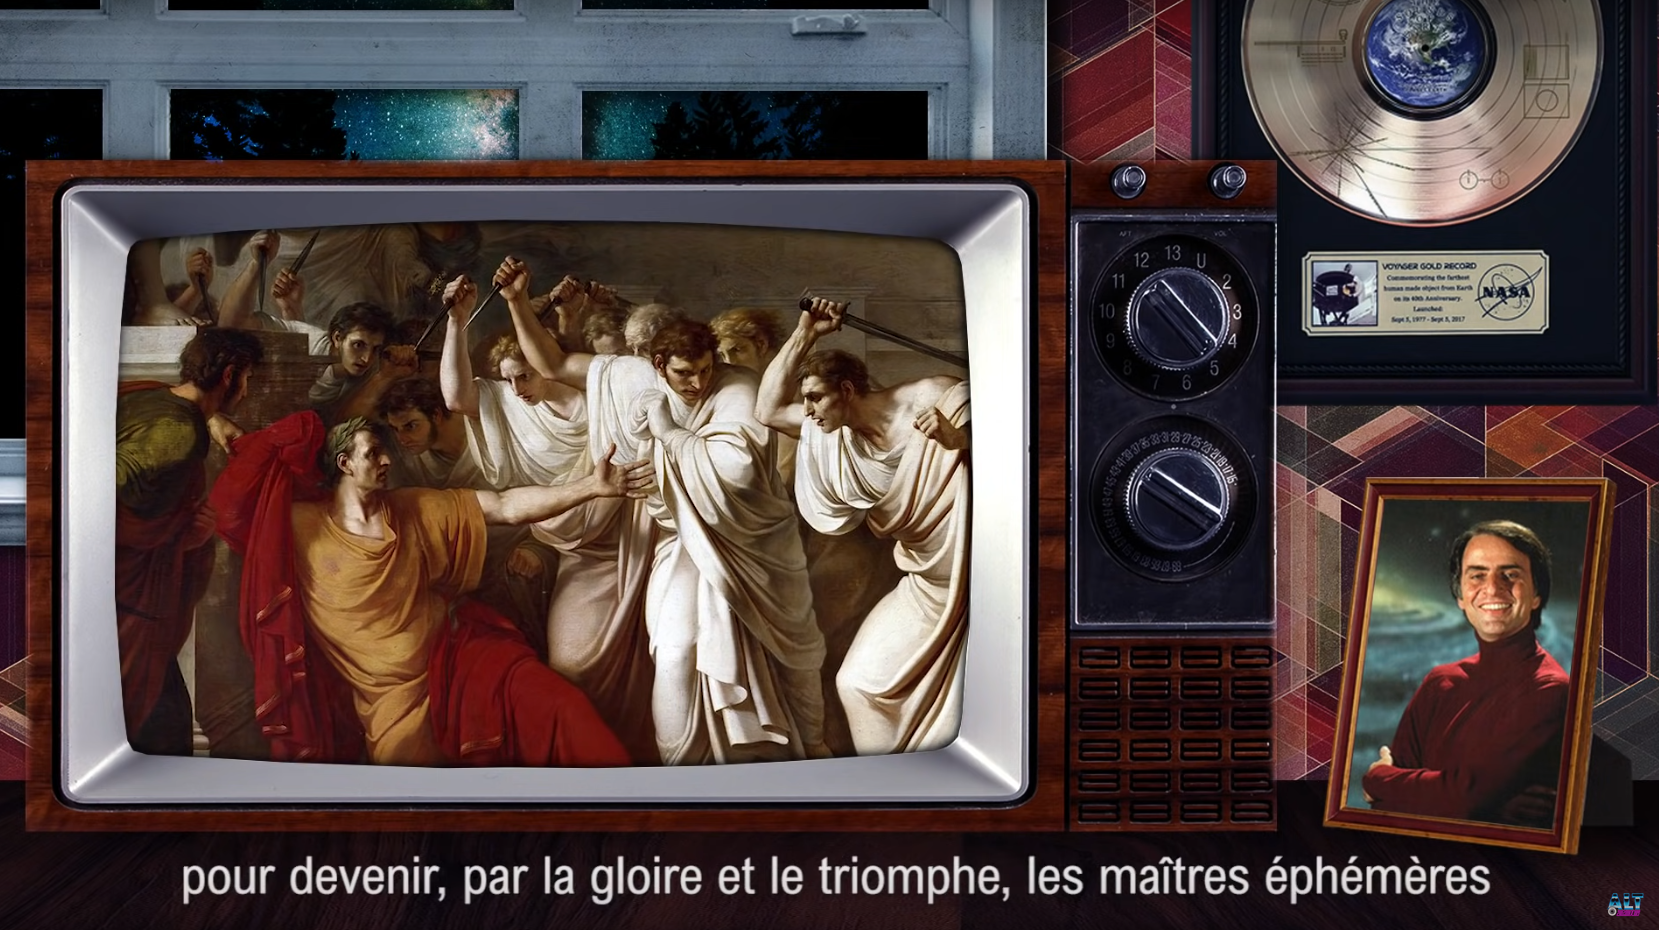 AFT
VOL
13
12
U
11
2
10
3
9
4
8
5
7
6
VOYAGER GOLD RECORD
Commemorating the farthest
human made object from Earth
on its 40th Anniversary.
Launched:
Sept 5, 1977 - Sept 5, 2017
NASA
pour devenir, par la gloire et le triomphe, les maîtres éphémères
ALT